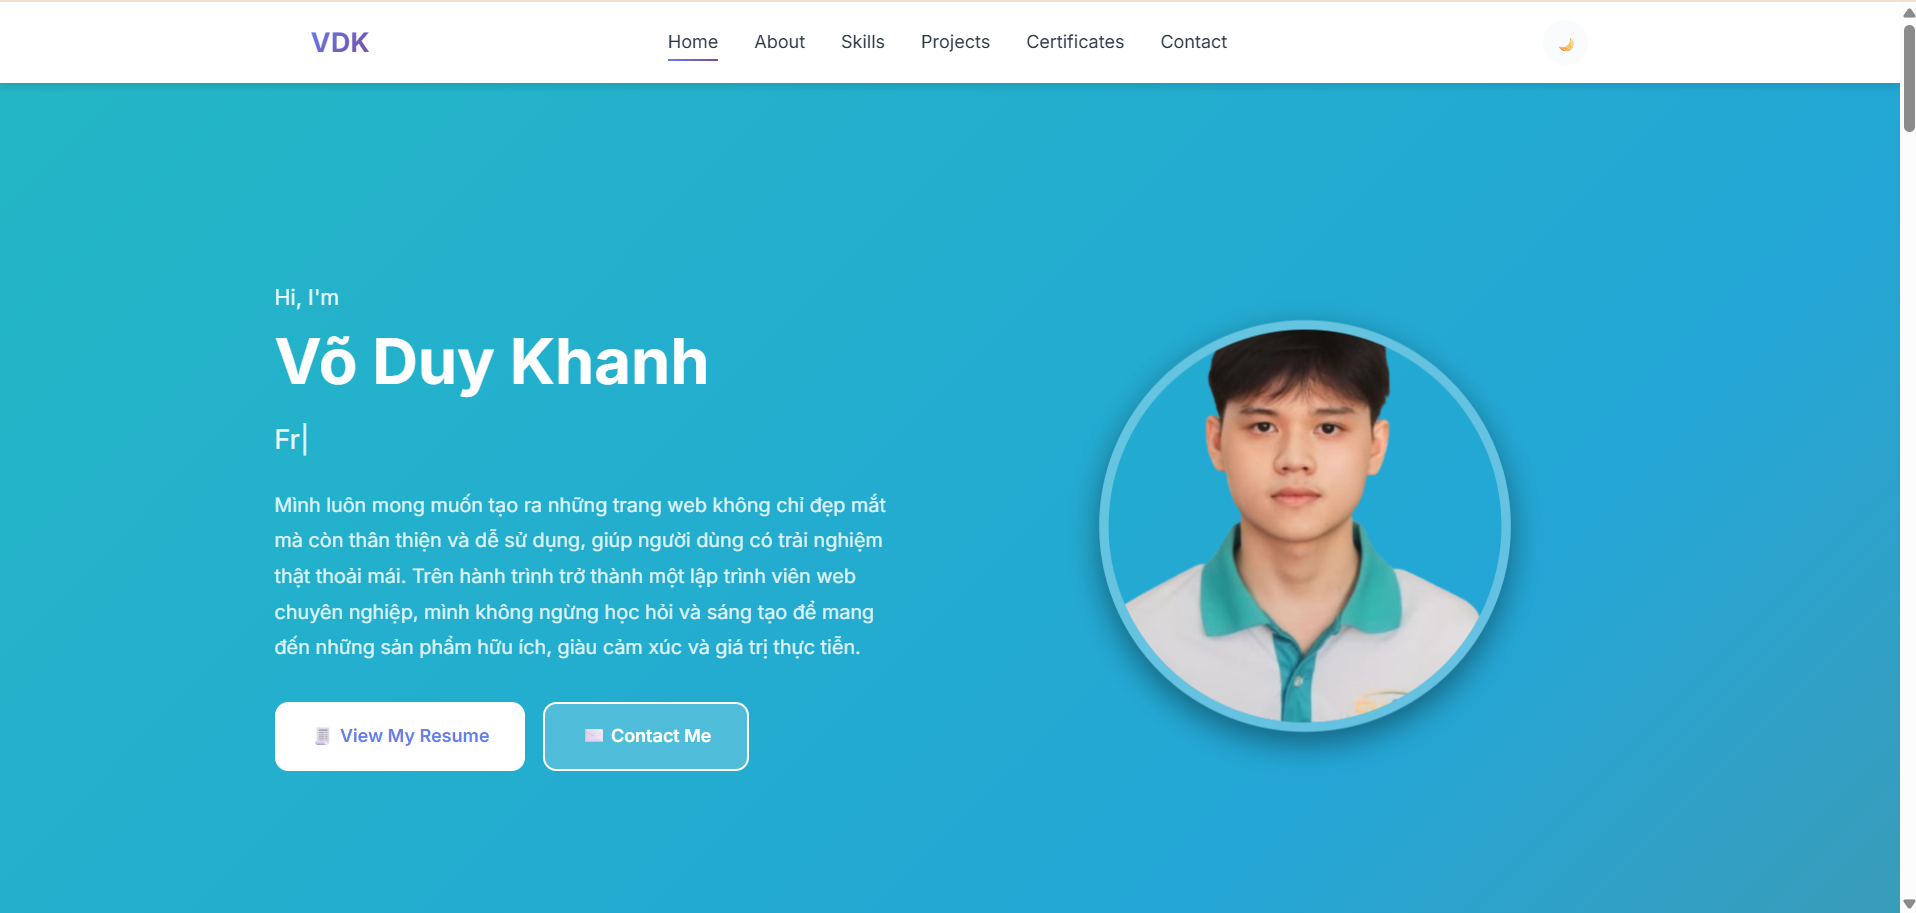 VDK
Home
About
Skills
Projects
Certificates
Contact
Hi, I'm
Võ Duy Khanh
Fr
Mình luôn mong muốn tạo ra những trang web không chỉ đẹp mắt
mà còn thân thiện và dễ sử dụng, giúp người dùng có trải nghiệm
thật thoải mái. Trên hành trình trở thành một lập trình viên web
chuyên nghiệp, mình không ngừng học hỏi và sáng tạo để mang
đến những sản phẩm hữu ích, giàu cảm xúc và giá trị thực tiễn.
View My Resume
Contact Me